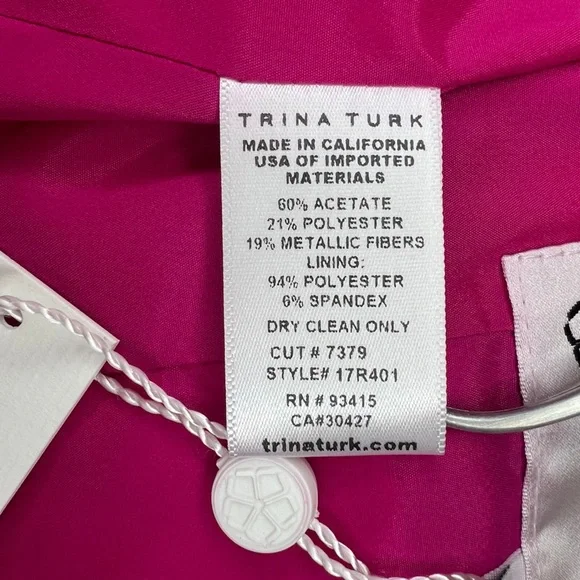 TRINA TURK
MADE IN CALIFORNIA
USA OF IMPORTED
MATERIALS
60% ACETATE
21% POLYESTER
19% METALLIC FIBERS
LINING:
94% POLYESTER
6% SPANDEX
DRY CLEAN ONLY
CUT # 7379
STYLE# 17R401
RN # 93415
CA#30427
trinaturk.com